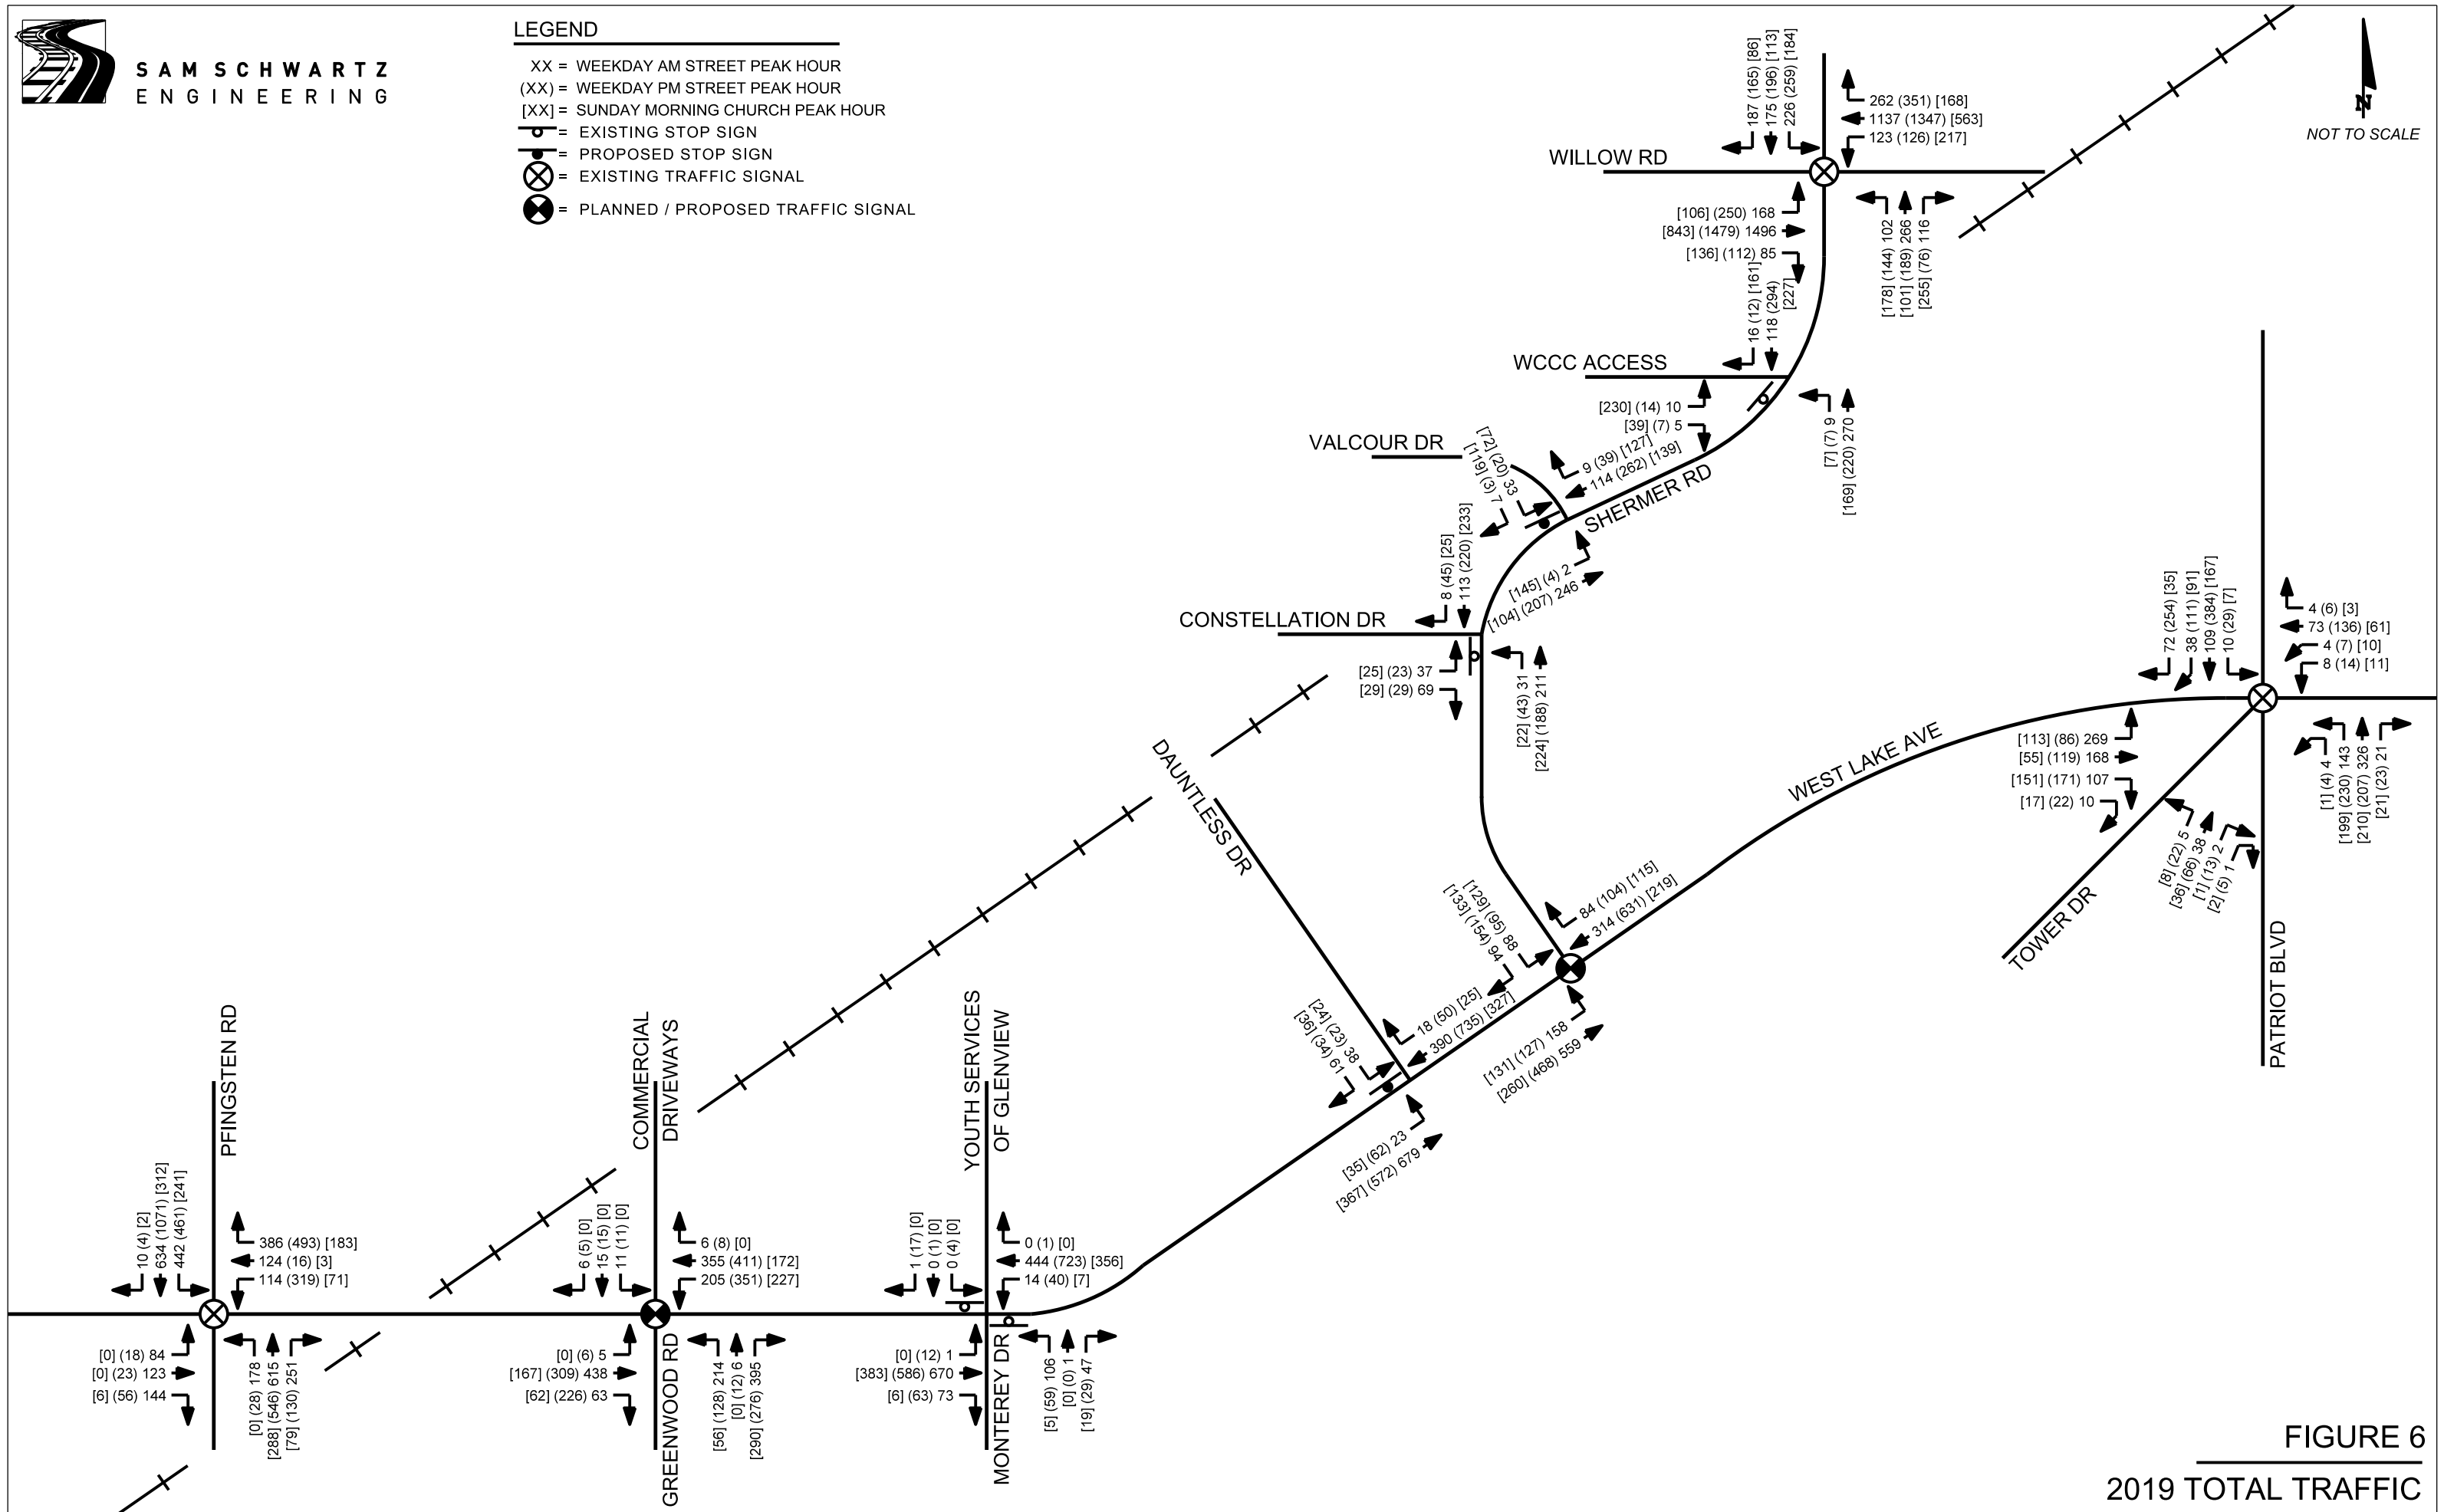 SAM SCHWARTZ
ENGINEERING
LEGEND
XX = WEEKDAY AM STREET PEAK HOUR
(XX) = WEEKDAY PM STREET PEAK HOUR
[XX] = SUNDAY MORNING CHURCH PEAK HOUR
= EXISTING STOP SIGN
= PROPOSED STOP SIGN
= EXISTING TRAFFIC SIGNAL
= PLANNED / PROPOSED TRAFFIC SIGNAL
N
NOT TO SCALE
WILLOW RD
187 (165) [86]
175 (196) [113]
226 (259) [184]
262 (351) [168]
1137 (1347) [563]
123 (126) [217]
[106] (250) 168
[843] (1479) 1496
[136] (112) 85
[178] (144) 102
[101] (189) 266
[255] (76) 116
WCCC ACCESS
16 (12) [161]
118 (294)
[227]
[230] (14) 10
[39] (7) 5
[7] (7) 9
[169] (220) 270
VALCOUR DR
[72] (20) 33
[119] (3) 7
9 (39) [127]
114 (262) [139]
SHERMER RD
[145] (4) 2
[104] (207) 246
CONSTELLATION DR
8 (45) [25]
113 (220) [233]
[25] (23) 37
[29] (29) 69
[22] (43) 31
[224] (188) 211
72 (254) [35]
38 (111) [91]
109 (384) [167]
10 (29) [7]
4 (6) [3]
73 (136) [61]
4 (7) [10]
8 (14) [11]
[113] (86) 269
[55] (119) 168
[151] (171) 107
[17] (22) 10
[1] (4) 4
[199] (230) 143
[210] (207) 326
[21] (23) 21
[8] (22) 5
[36] (66) 38
[1] (13) 2
[2] (5) 1
WEST LAKE AVE
TOWER DR
PATRIOT BLVD
DAUNTLESS DR
[129] (95) 88
[133] (154) 94
84 (104) [115]
314 (631) [219]
[131] (127) 158
[260] (468) 559
[24] (23) 38
[36] (34) 61
18 (50) [25]
390 (735) [327]
[35] (62) 23
[367] (572) 679
PFINGSTEN RD
10 (4) [2]
634 (1071) [312]
442 (461) [241]
386 (493) [183]
124 (16) [3]
114 (319) [71]
[0] (18) 84
[0] (23) 123
[6] (56) 144
[0] (28) 178
[288] (546) 615
[79] (130) 251
COMMERCIAL
DRIVEWAYS
6 (5) [0]
15 (15) [0]
11 (11) [0]
6 (8) [0]
355 (411) [172]
205 (351) [227]
[0] (6) 5
[167] (309) 438
[62] (226) 63
GREENWOOD RD
[56] (128) 214
[0] (12) 6
[290] (276) 395
YOUTH SERVICES
OF GLENVIEW
1 (17) [0]
0 (1) [0]
0 (4) [0]
0 (1) [0]
444 (723) [356]
14 (40) [7]
[0] (12) 1
[383] (586) 670
[6] (63) 73
MONTEREY DR
[5] (59) 106
[0] (0) 1
[19] (29) 47
FIGURE 6
2019 TOTAL TRAFFIC